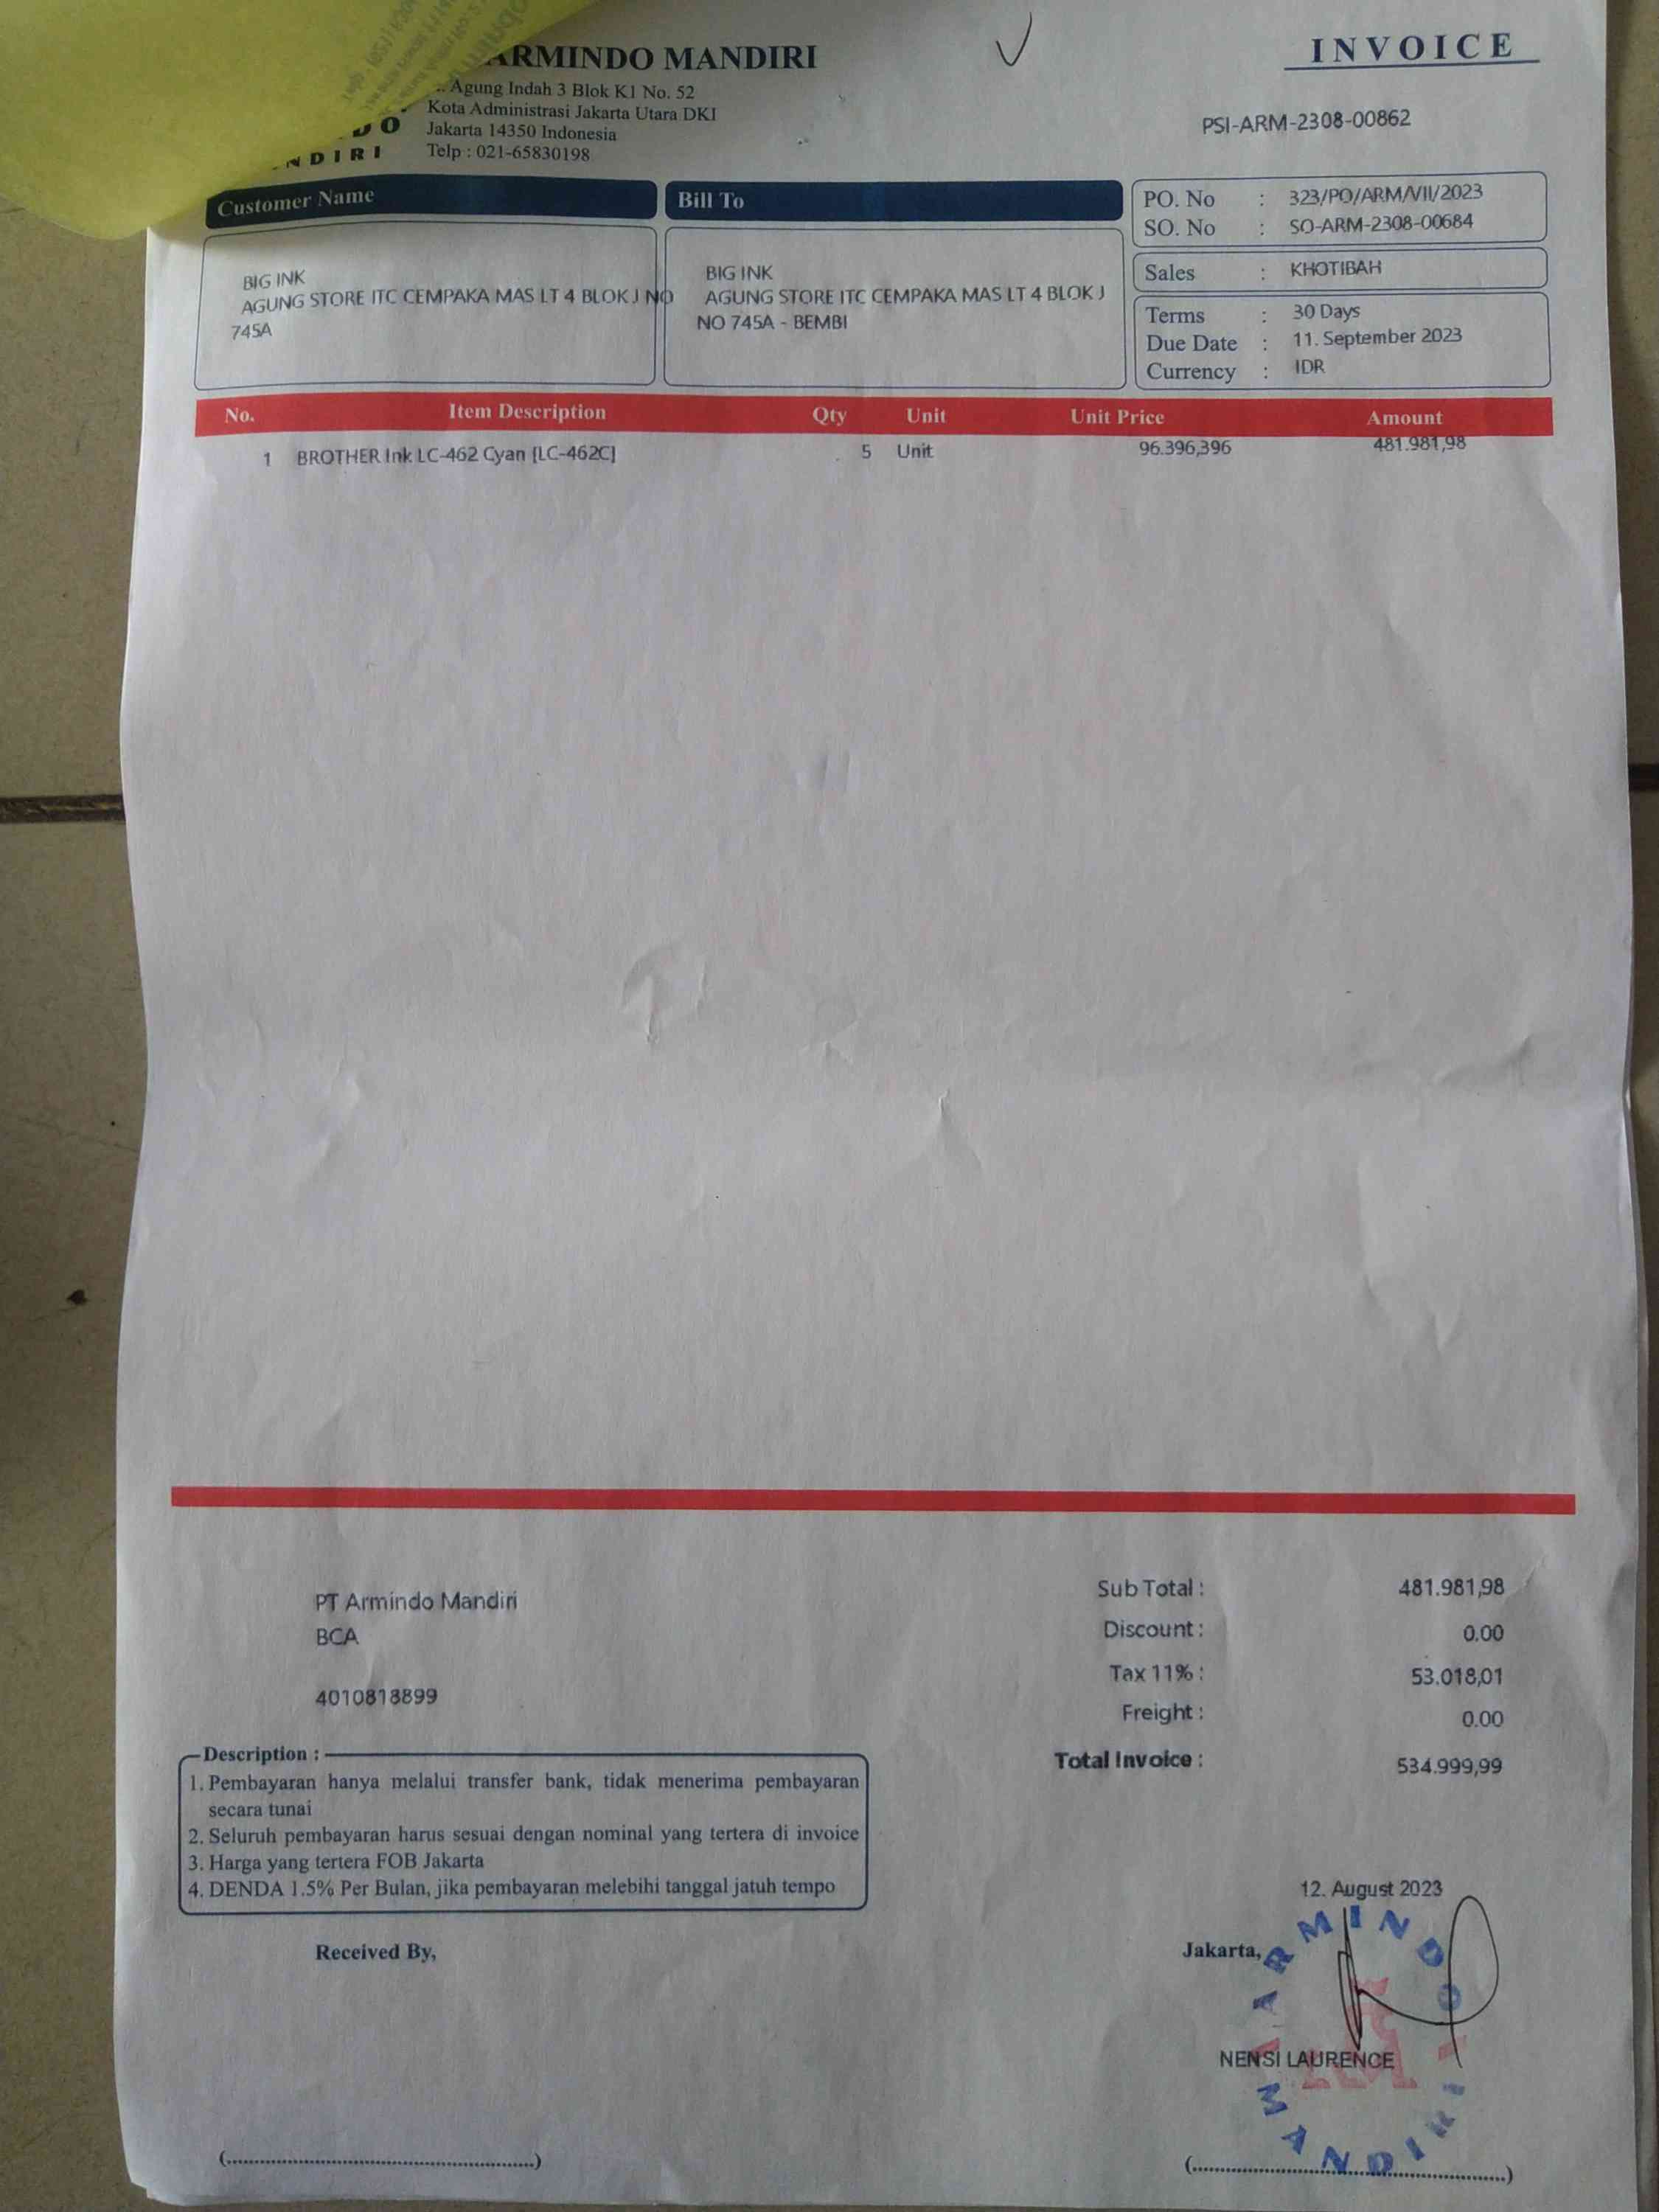 ARMINDO MANDIRI
Agung Indah 3 Blok K1 No. 52
Kota Administrasi Jakarta Utara DKI
Jakarta 14350 Indonesia
Telp : 021-65830198
INVOICE
PSI-ARM-2308-00862
Customer Name
BIG INK
AGUNG STORE ITC CEMPAKA MAS LT 4 BLOK J NO
745A
Bill To
BIG INK
AGUNG STORE ITC CEMPAKA MAS LT 4 BLOK J
NO 745A - BEMBI
PO. No : 323/PO/ARM/VII/2023
SO. No : SO-ARM-2308-00684
Sales : KHOTIBAH
Terms : 30 Days
Due Date : 11. September 2023
Currency : IDR
No. Item Description Qty Unit Unit Price Amount
1 BROTHER Ink LC-462 Cyan [LC-462C] 5 Unit 96.396,396 481.981,98
PT Armindo Mandiri
BCA
4010818899
Sub Total : 481.981,98
Discount : 0.00
Tax 11% : 53.018,01
Freight : 0.00
Total Invoice : 534.999,99
Description :
1. Pembayaran hanya melalui transfer bank, tidak menerima pembayaran
secara tunai
2. Seluruh pembayaran harus sesuai dengan nominal yang tertera di invoice
3. Harga yang tertera FOB Jakarta
4. DENDA 1.5% Per Bulan, jika pembayaran melebihi tanggal jatuh tempo
Received By,
12. August 2023
Jakarta,
ARMINDO
NENSI LAURENCE
MANDIRI
(......................................................)
(......................................................)